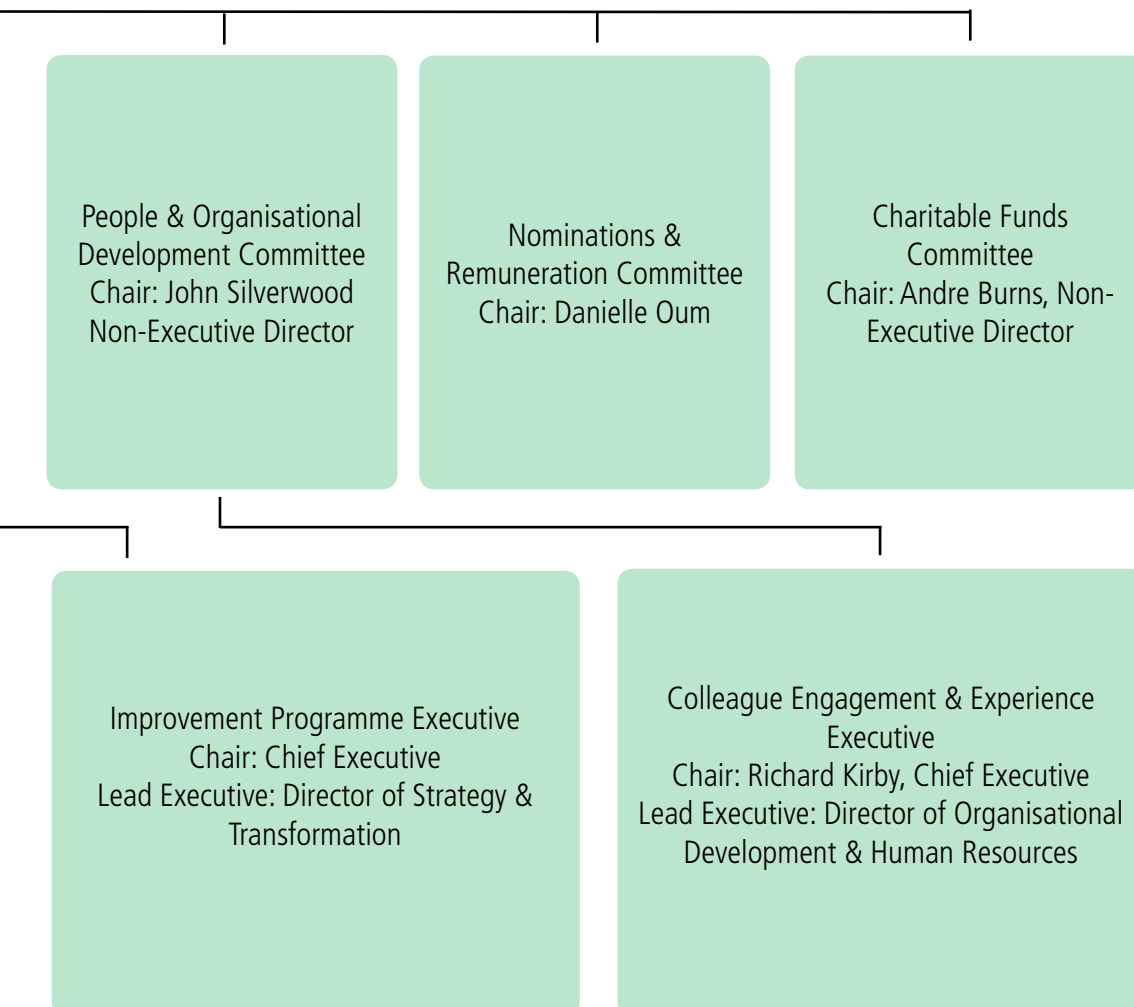 People & Organisational
Development Committee
Chair: John Silverwood
Non-Executive Director
Nominations &
Remuneration Committee
Chair: Danielle Oum
Charitable Funds
Committee
Chair: Andre Burns, Non-
Executive Director
Improvement Programme Executive
Chair: Chief Executive
Lead Executive: Director of Strategy &
Transformation
Colleague Engagement & Experience
Executive
Chair: Richard Kirby, Chief Executive
Lead Executive: Director of Organisational
Development & Human Resources